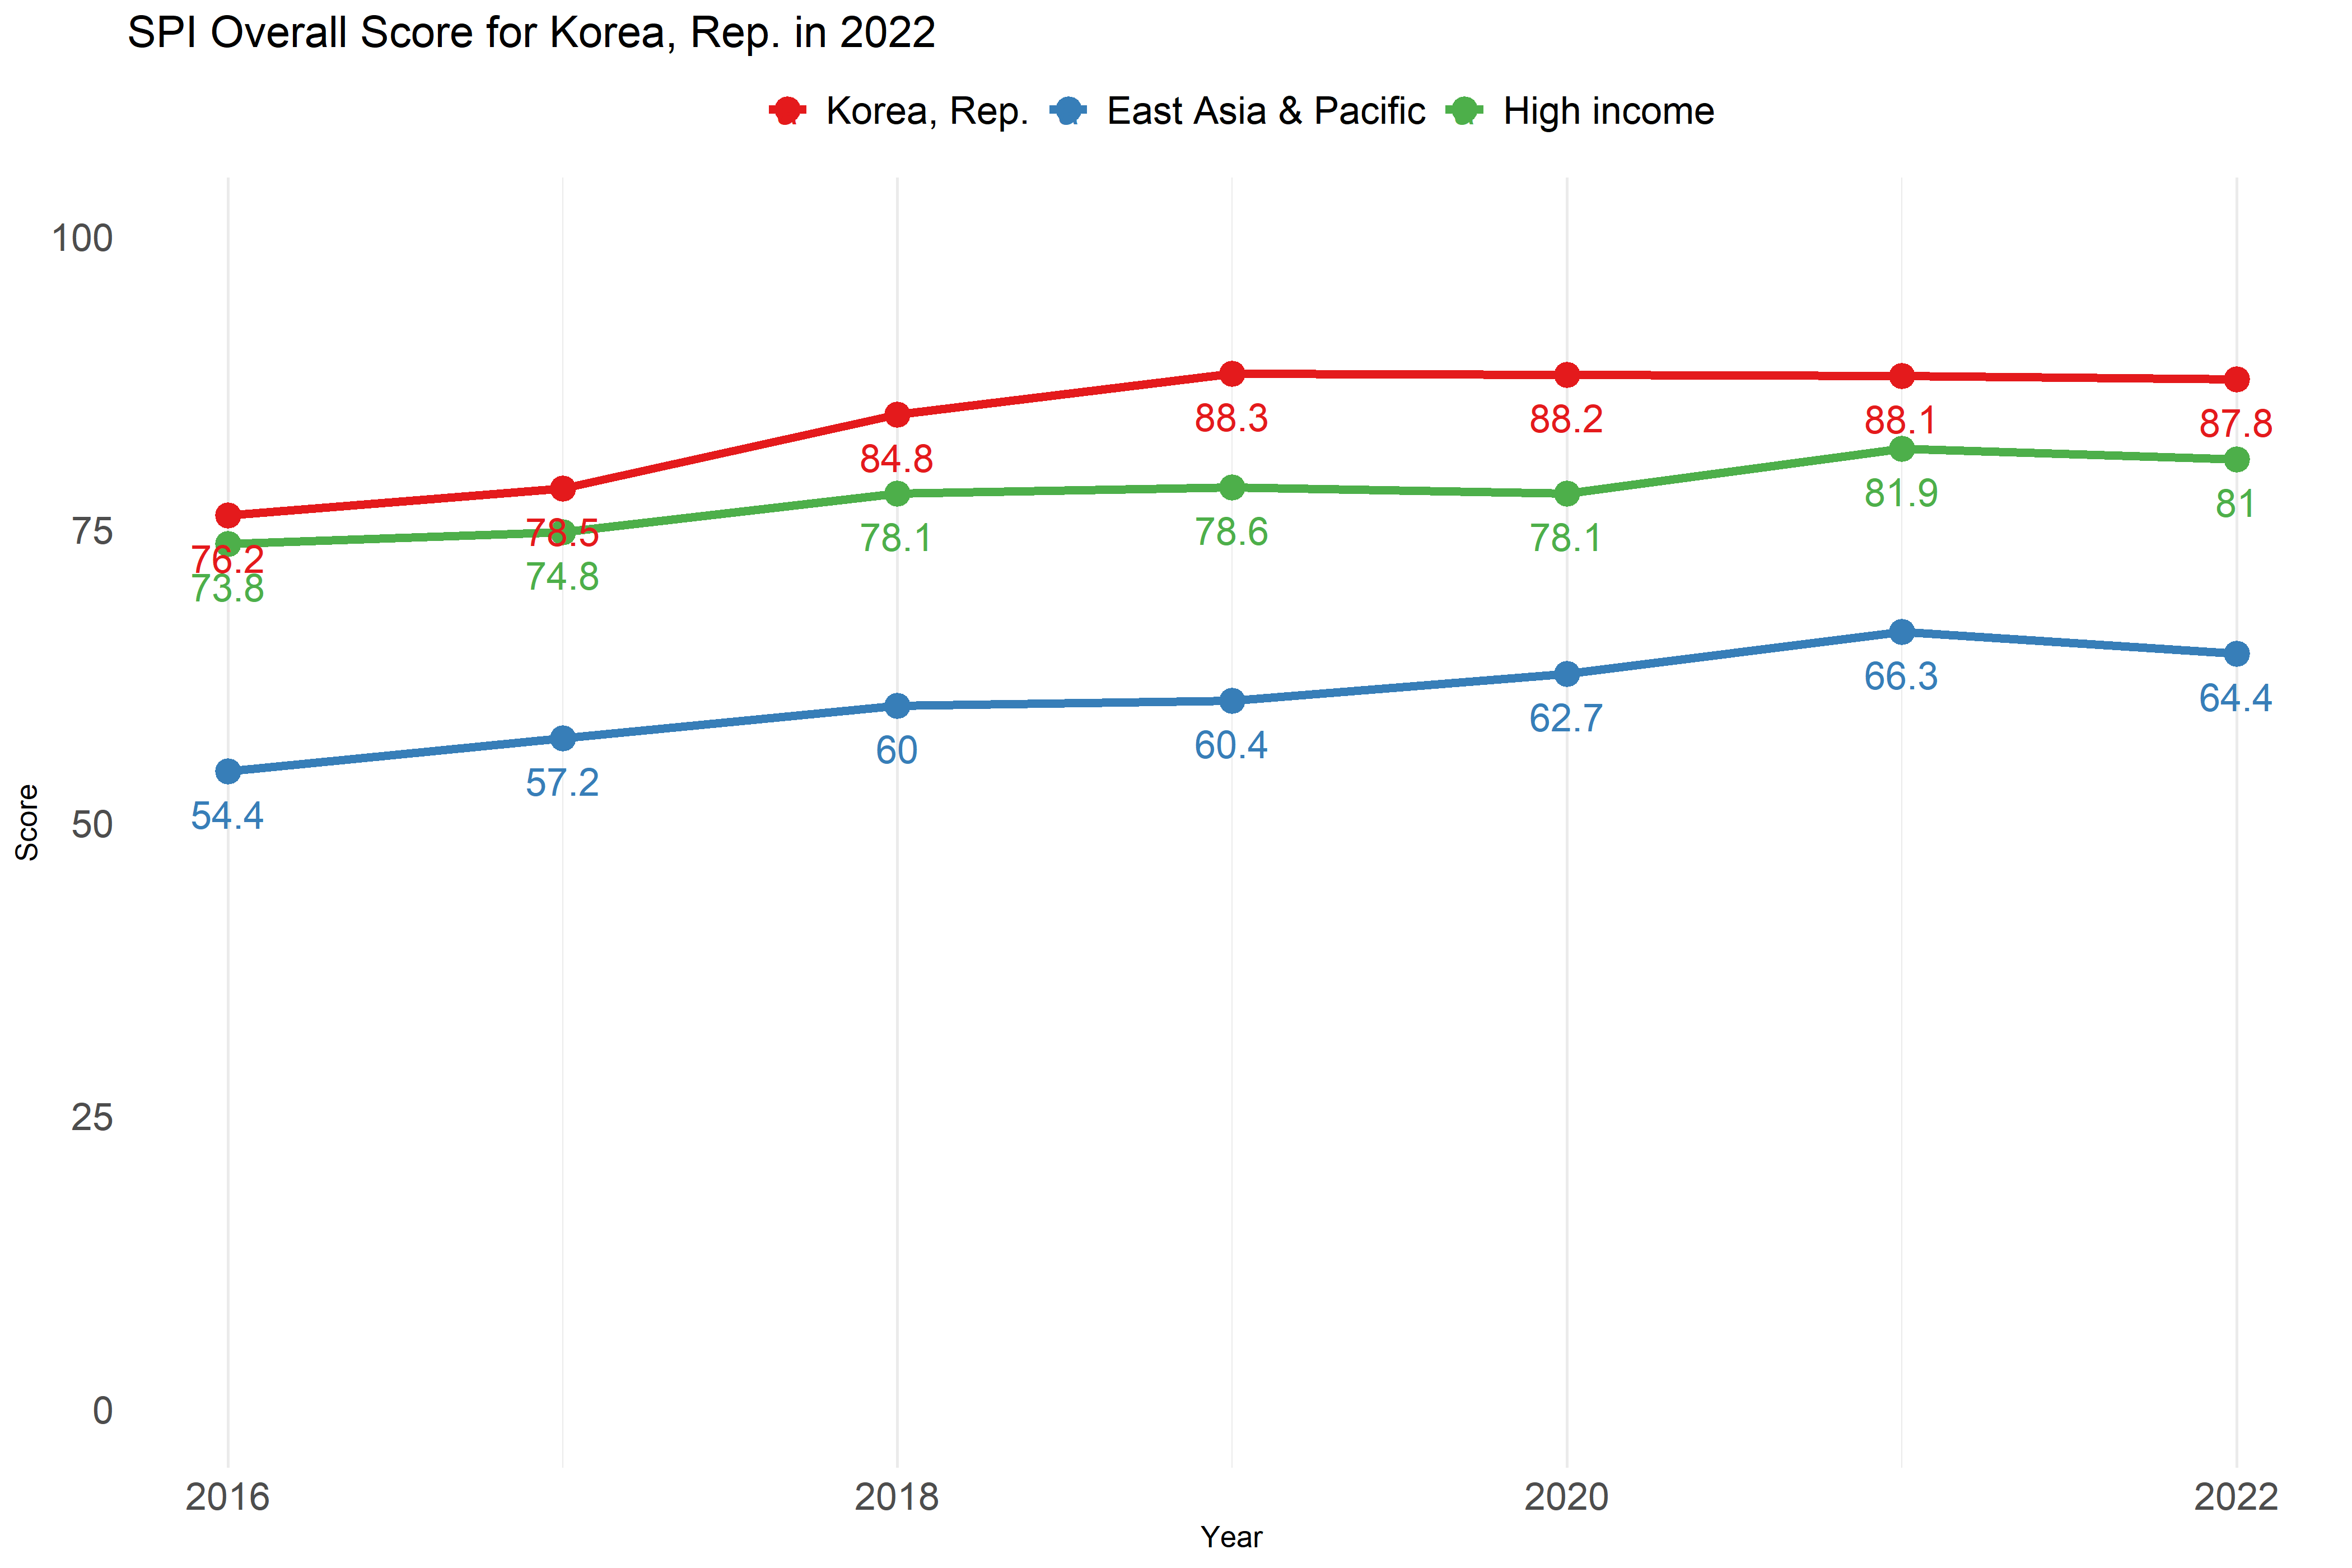 SPI Overall Score for Korea, Rep. in 2022
Korea, Rep. East Asia & Pacific High income
100
75
50
25
0
Score
88.3 88.2 88.1 87.8
84.8
78.5
76.2
81.9 81
78.1 78.6 78.1
74.8
73.8
66.3 64.4
62.7
60 60.4
57.2
54.4
2016 2018 2020 2022
Year